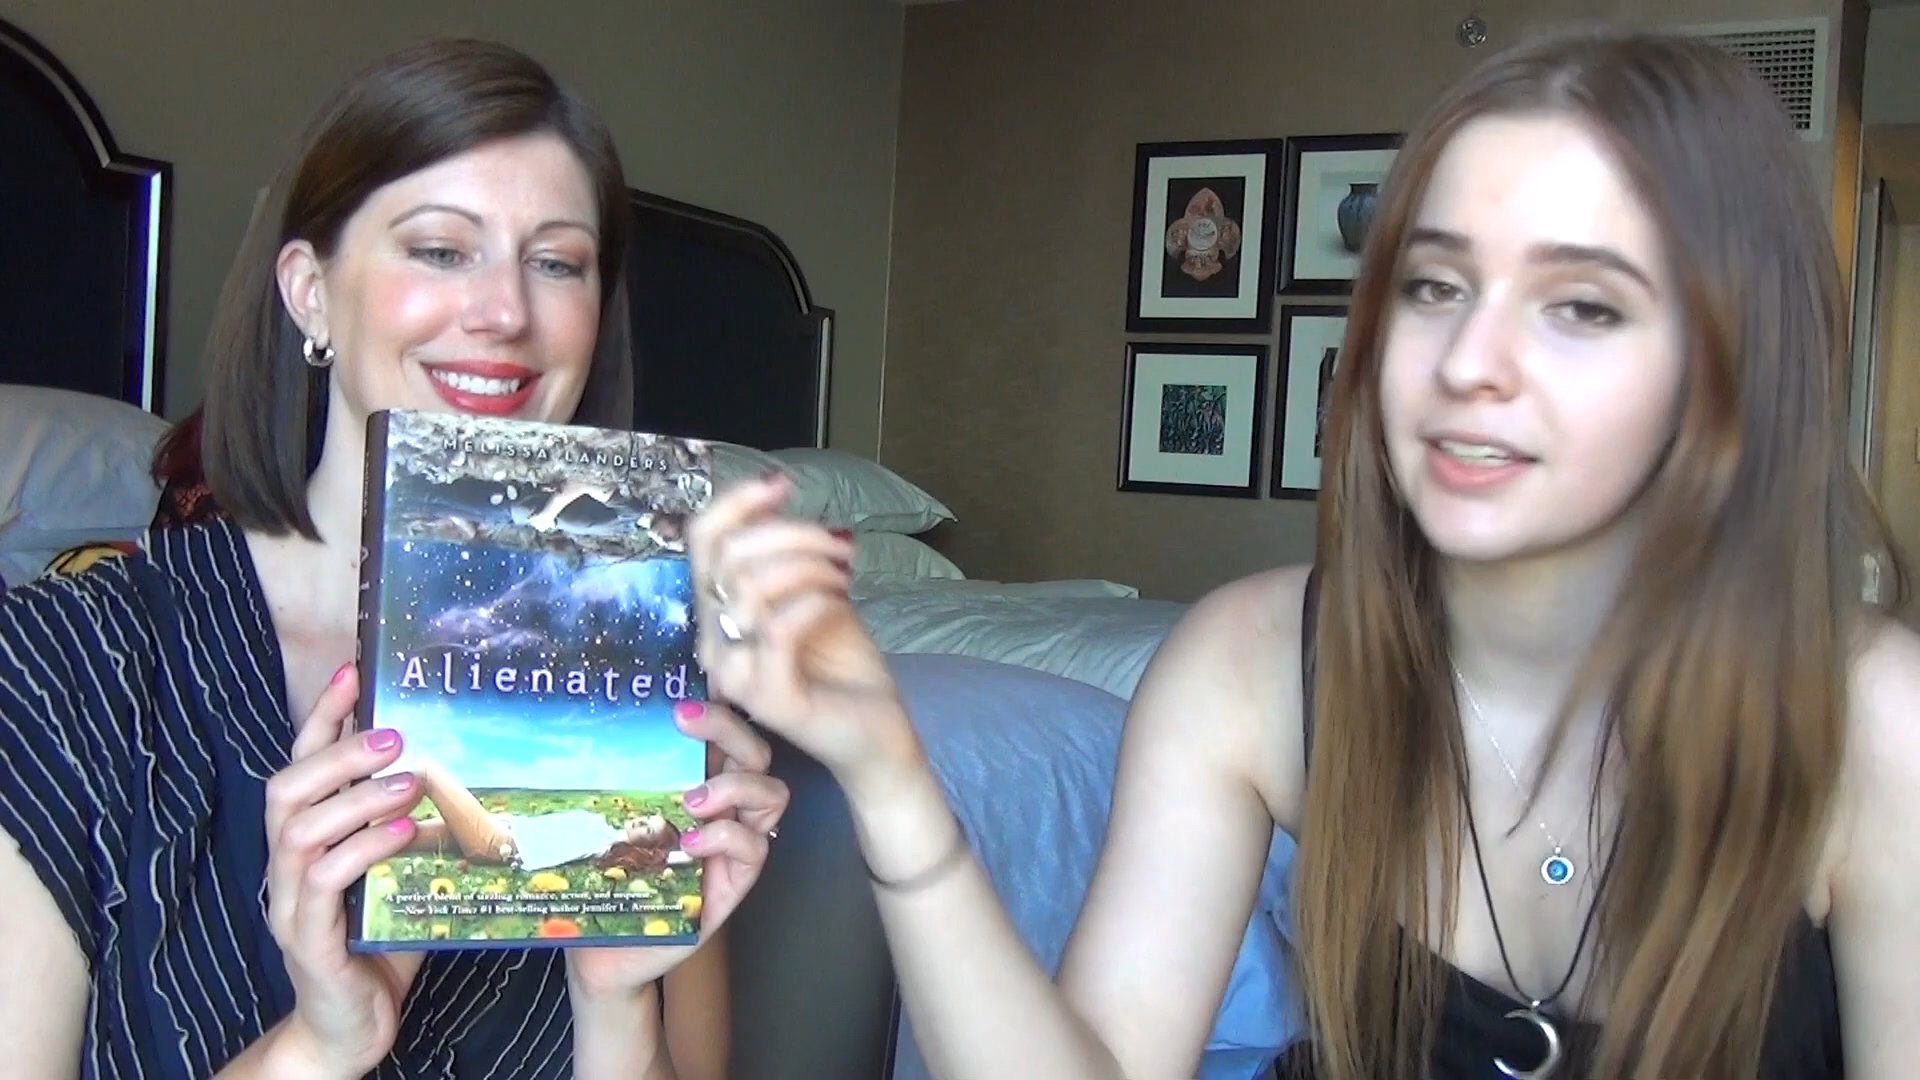 MELISSA LANDERS
Alienated
A perfect blend of sizzling romance, action, and suspense.
—New York Times #1 best-selling author Jennifer L. Armentrout